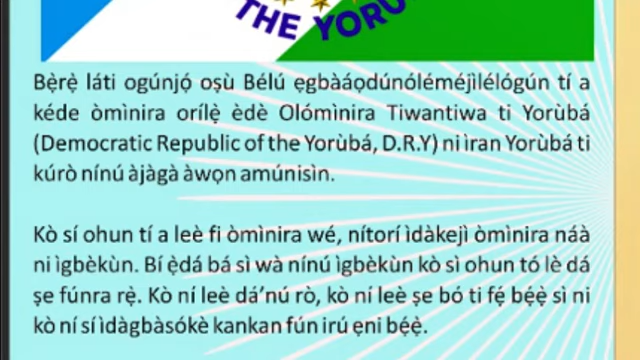 THE YORU
Bẹ̀rẹ̀ láti ogúnjọ́ oṣù Bélú ẹgbàáọdúnóléméjìlélógún tí a
kéde òmìnira orílẹ̀ èdè Olómìnira Tiwantiwa ti Yorùbá
(Democratic Republic of the Yorùbá, D.R.Y) ni ìran Yorùbá ti
kúrò nínú àjàgà àwọn amúnisìn.
Kò sí ohun tí a leè fi òmìnira wé, nítorí ìdàkejì òmìnira náà
ni ìgbèkùn. Bí ẹ̀dá bá sì wà nínú ìgbèkùn kò sì ohun tó lè dá
ṣe fúnra rẹ̀. Kò ní leè dá’nú rò, kò ní leè ṣe bó ti fẹ́ bẹ́ẹ̀ sì ni
kò ní sí ìdàgbàsókè kankan fún irú ẹni bẹ́ẹ̀.